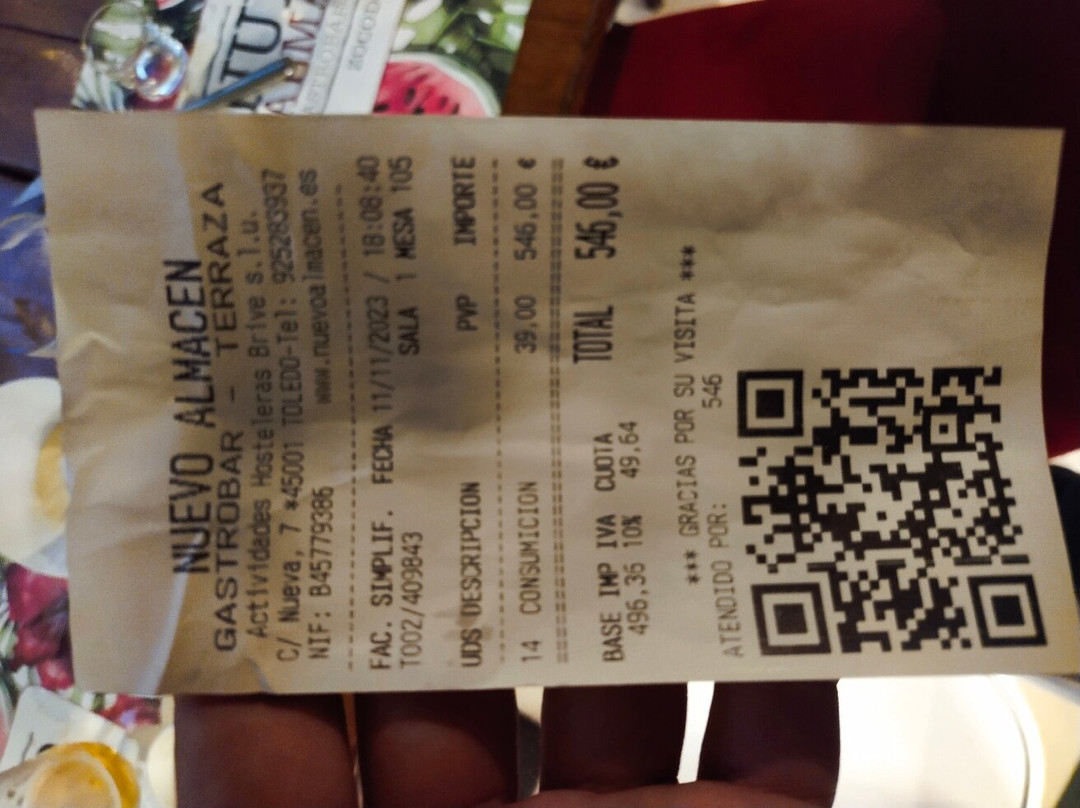 NUEVO ALMACEN
GASTROBAR - TERRAZA
Actividades Hosteleras Brive s.l.u.
C/ Nueva, 7 *45001 TOLEDO-Tel: 925283937
NIF: B45779386 www.nuevoalmacen.es
FAC. SIMPLIF. FECHA 11/11/2023 / 18:08:40
T002/409843 SALA 1 MESA 105
UDS DESCRIPCION PVP IMPORTE
14 CONSUMICION 39,00 546,00 €
TOTAL 546,00 €
BASE IMP IVA CUOTA
496,36 10% 49,64
*** GRACIAS POR SU VISITA ***
ATENDIDO POR: 546